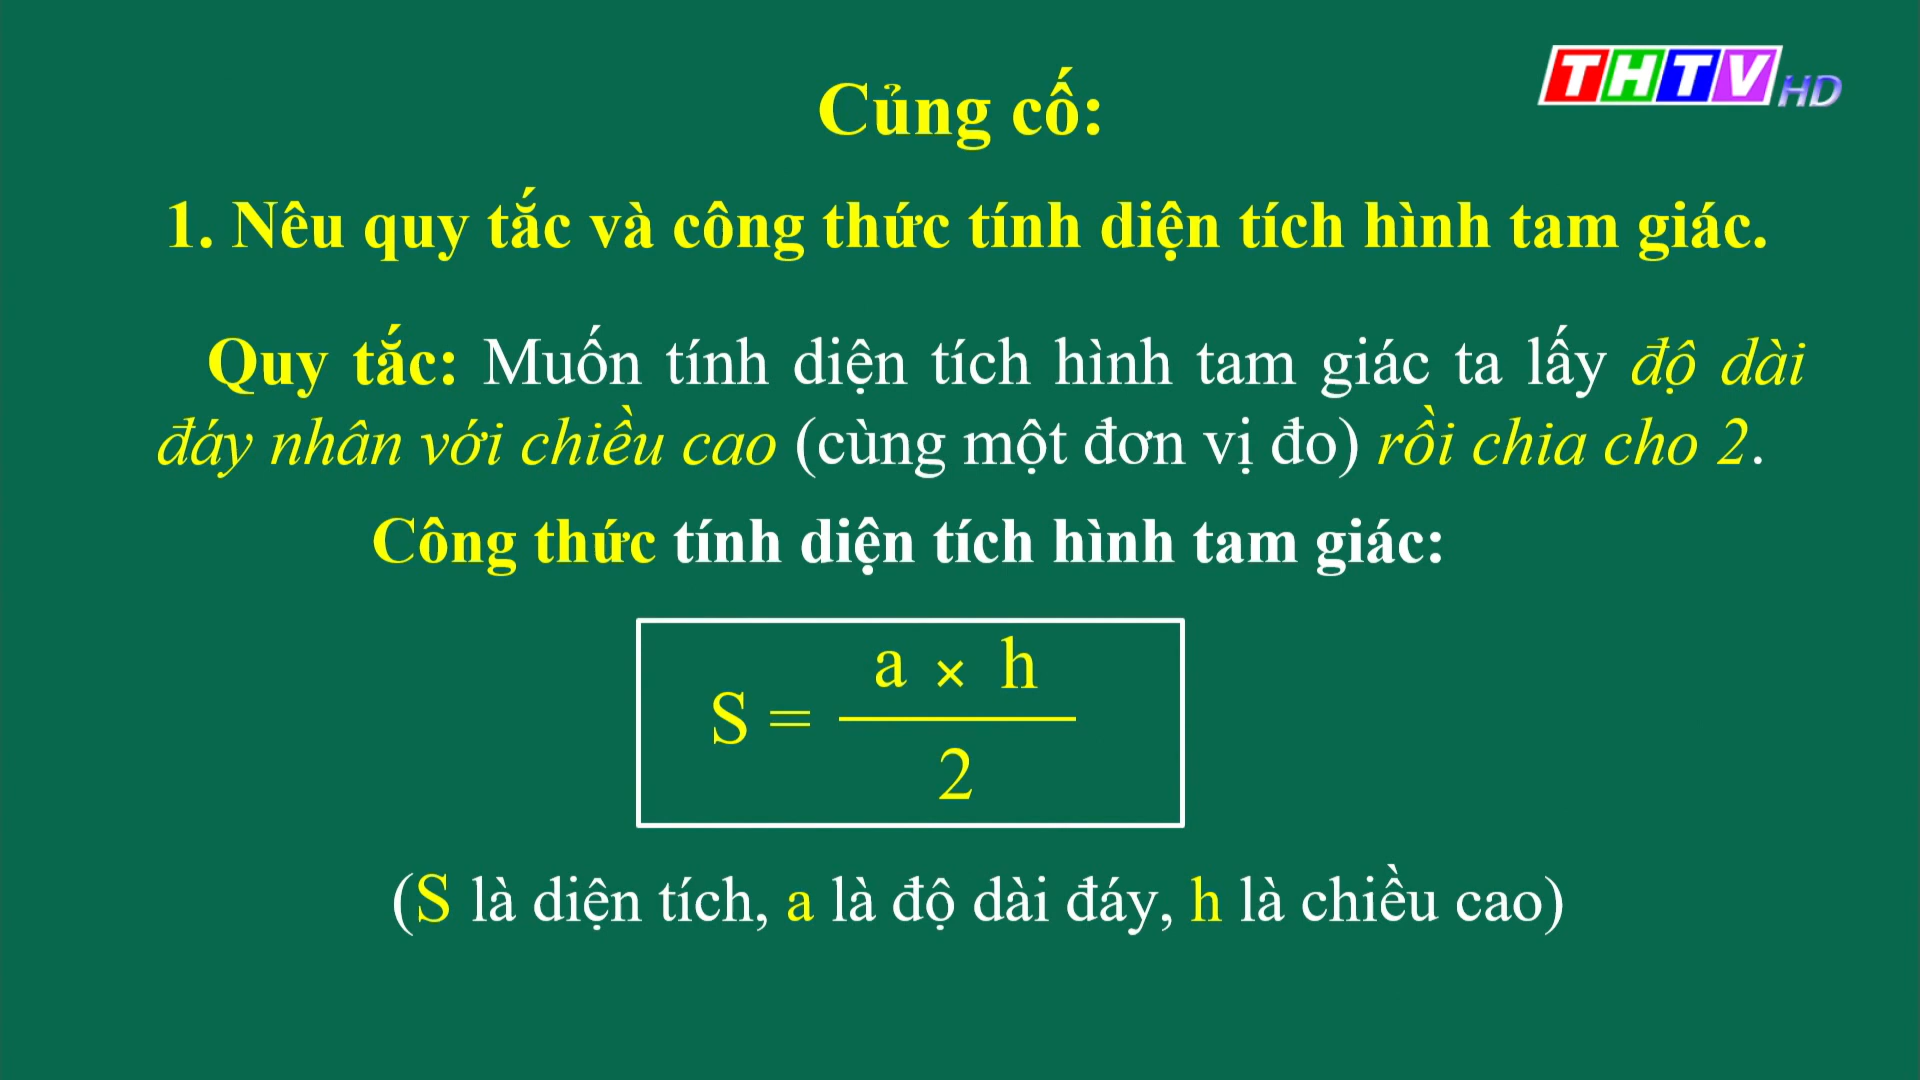 THTV HD
Củng cố:
1. Nêu quy tắc và công thức tính diện tích hình tam giác.
Quy tắc: Muốn tính diện tích hình tam giác ta lấy độ dài
đáy nhân với chiều cao (cùng một đơn vị đo) rồi chia cho 2.
Công thức tính diện tích hình tam giác:
a × h
S =
2
(S là diện tích, a là độ dài đáy, h là chiều cao)